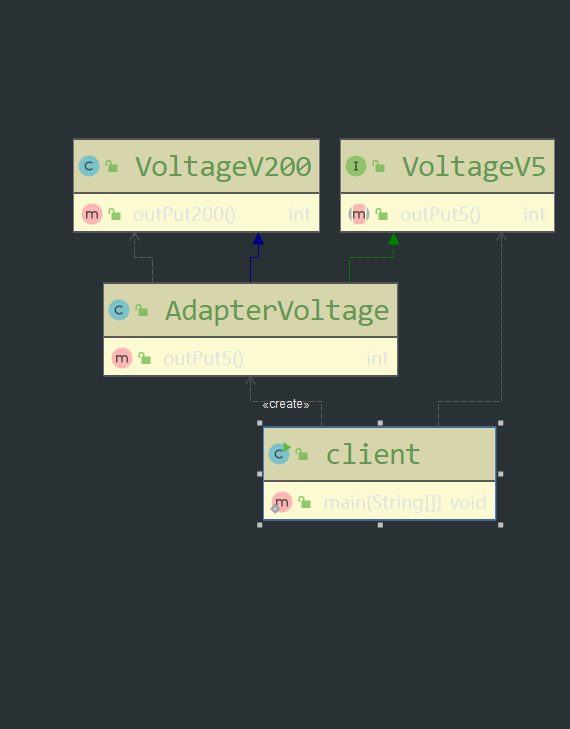 C VoltageV200
m outPut200() int
I VoltageV5
m outPut5() int
C AdapterVoltage
m outPut5() int
«create»
C client
m main(String[]) void